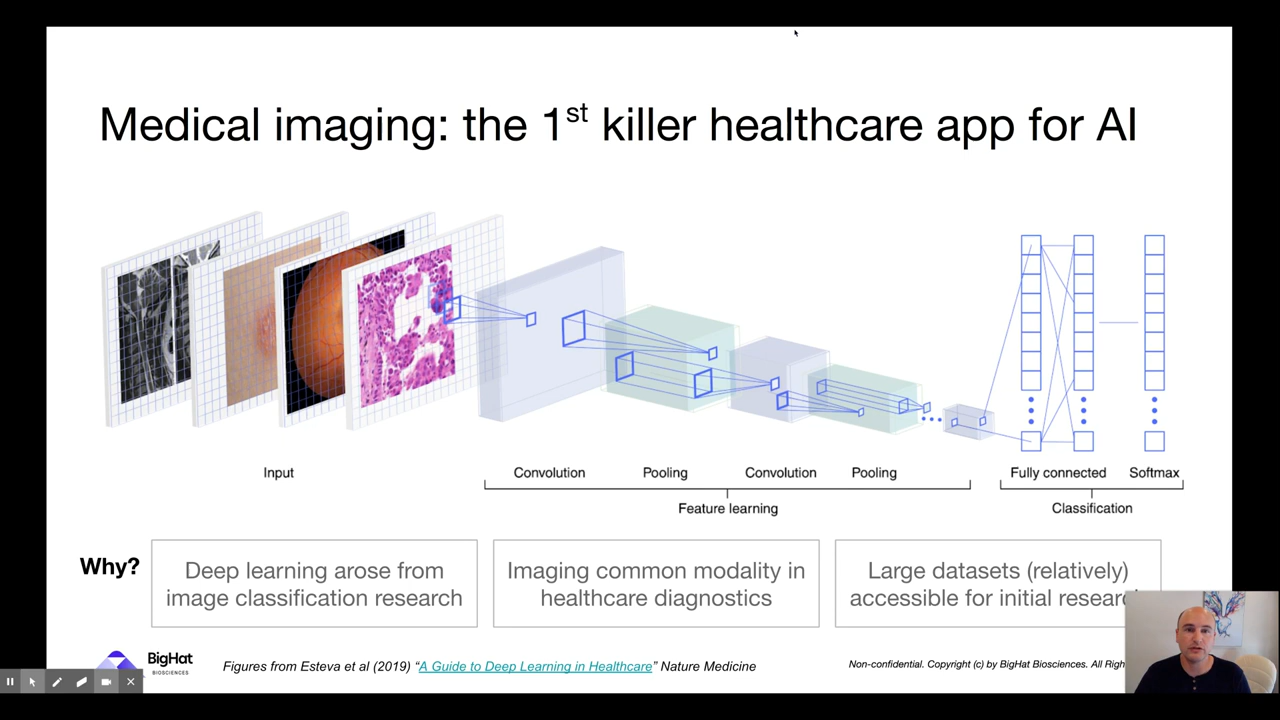 Medical imaging: the 1st killer healthcare app for AI
Input
Convolution
Pooling
Convolution
Pooling
Fully connected
Softmax
Feature learning
Classification
Why?
Deep learning arose from
image classification research
Imaging common modality in
healthcare diagnostics
Large datasets (relatively)
accessible for initial
BigHat
BIOSCIENCES
Figures from Esteva et al (2019) “A Guide to Deep Learning in Healthcare” Nature Medicine
Non-confidential. Copyright (c) by BigHat Biosciences. All